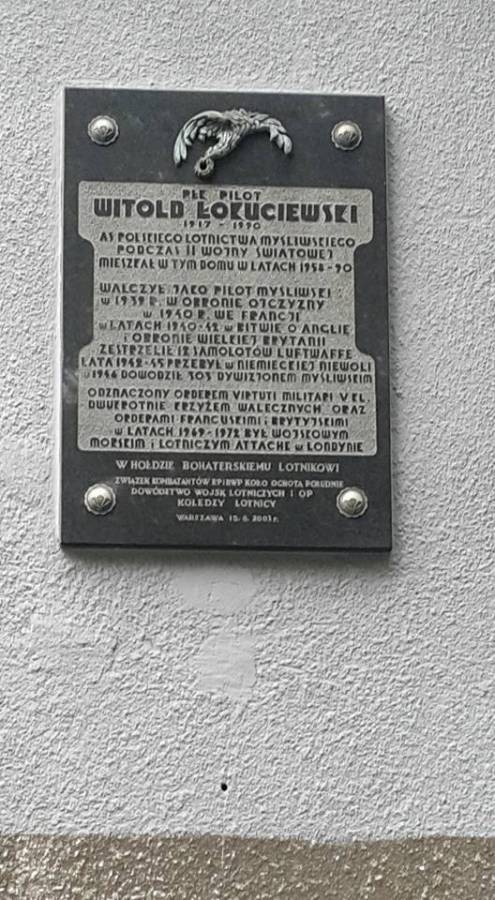 PŁK PILOT
WITOLD ŁOKUCIEWSKI
1917 - 1990
AS POLSKIEGO LOTNICTWA MYŚLIWSKIEGO
PODCZAS II WOJNY ŚWIATOWEJ
MIESZKAŁ W TYM DOMU W LATACH 1958-90
WALCZYŁ JAKO PILOT MYŚLIWSKI
w 1939 R. W OBRONIE OJCZYZNY
w 1940 R. WE FRANCJI
w LATACH 1940-42 w BITWIE O ANGLIĘ
i OBRONIE WIELKIEJ BRYTANII
ZESTRZELIŁ 12 SAMOLOTÓW LUFTWAFFE
LATA 1942-45 PRZEBYŁ w NIEMIECKIEJ NIEWOLI
w 1946 DOWODZIŁ 303 DYWIZJONEM MYŚLIWSKIM
ODZNACZONY ORDEREM VIRTUTI MILITARI V KL.
DWUKROTNIE KRZYŻEM WALECZNYCH ORAZ
ORDERAMI FRANCUSKIMI i BRYTYJSKIMI
w LATACH 1969-1972 BYŁ WOJSKOWYM
MORSKIM i LOTNICZYM ATTACHE w LONDYNIE
W HOŁDZIE BOHATERSKIEMU LOTNIKOWI
ZWIĄZEK KOMBATANTÓW RP i BWP KOŁO OCHOTA POŁUDNIE
DOWÓDZTWO WOJSK LOTNICZYCH I OP
KOLEDZY LOTNICY
WARSZAWA 15.6.2003 r.